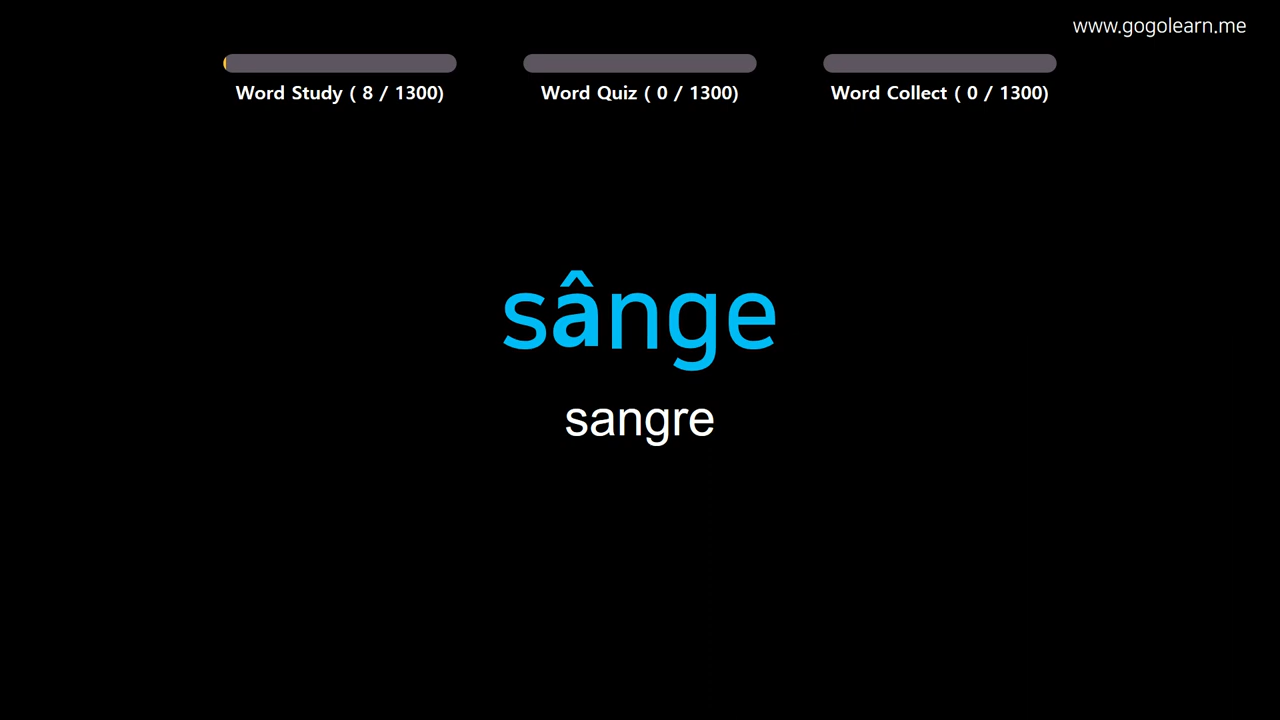 www.gogolearn.me
Word Study ( 8 / 1300)
Word Quiz ( 0 / 1300)
Word Collect ( 0 / 1300)
sânge
sangre